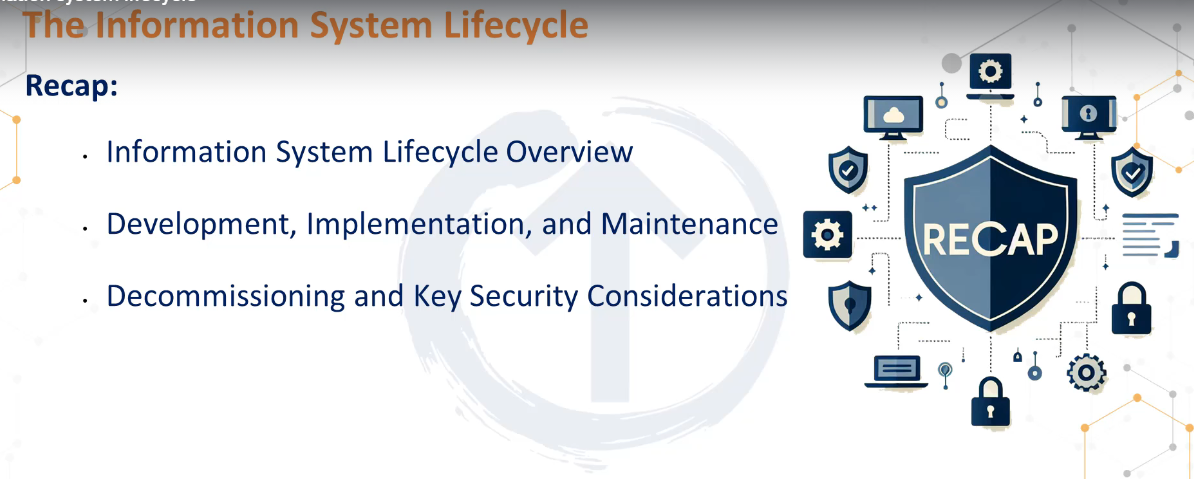 The Information System Lifecycle
Recap:
• Information System Lifecycle Overview
• Development, Implementation, and Maintenance
• Decommissioning and Key Security Considerations
RECAP